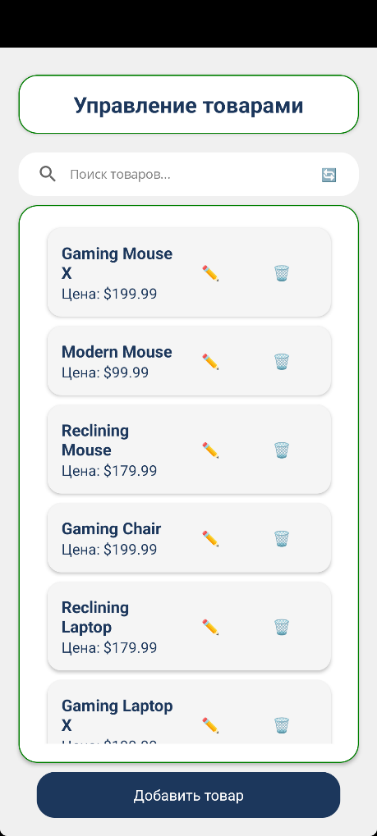 Управление товарами
Поиск товаров...
Gaming Mouse
X
Цена: $199.99
Modern Mouse
Цена: $99.99
Reclining
Mouse
Цена: $179.99
Gaming Chair
Цена: $199.99
Reclining
Laptop
Цена: $179.99
Gaming Laptop
X
Добавить товар